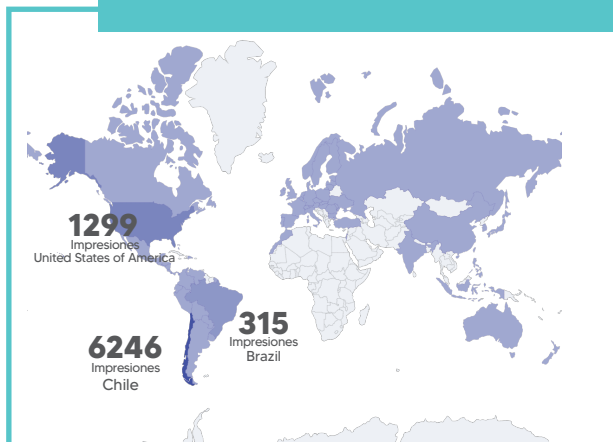 1299
Impresiones
United States of America
315
Impresiones
Brazil
6246
Impresiones
Chile